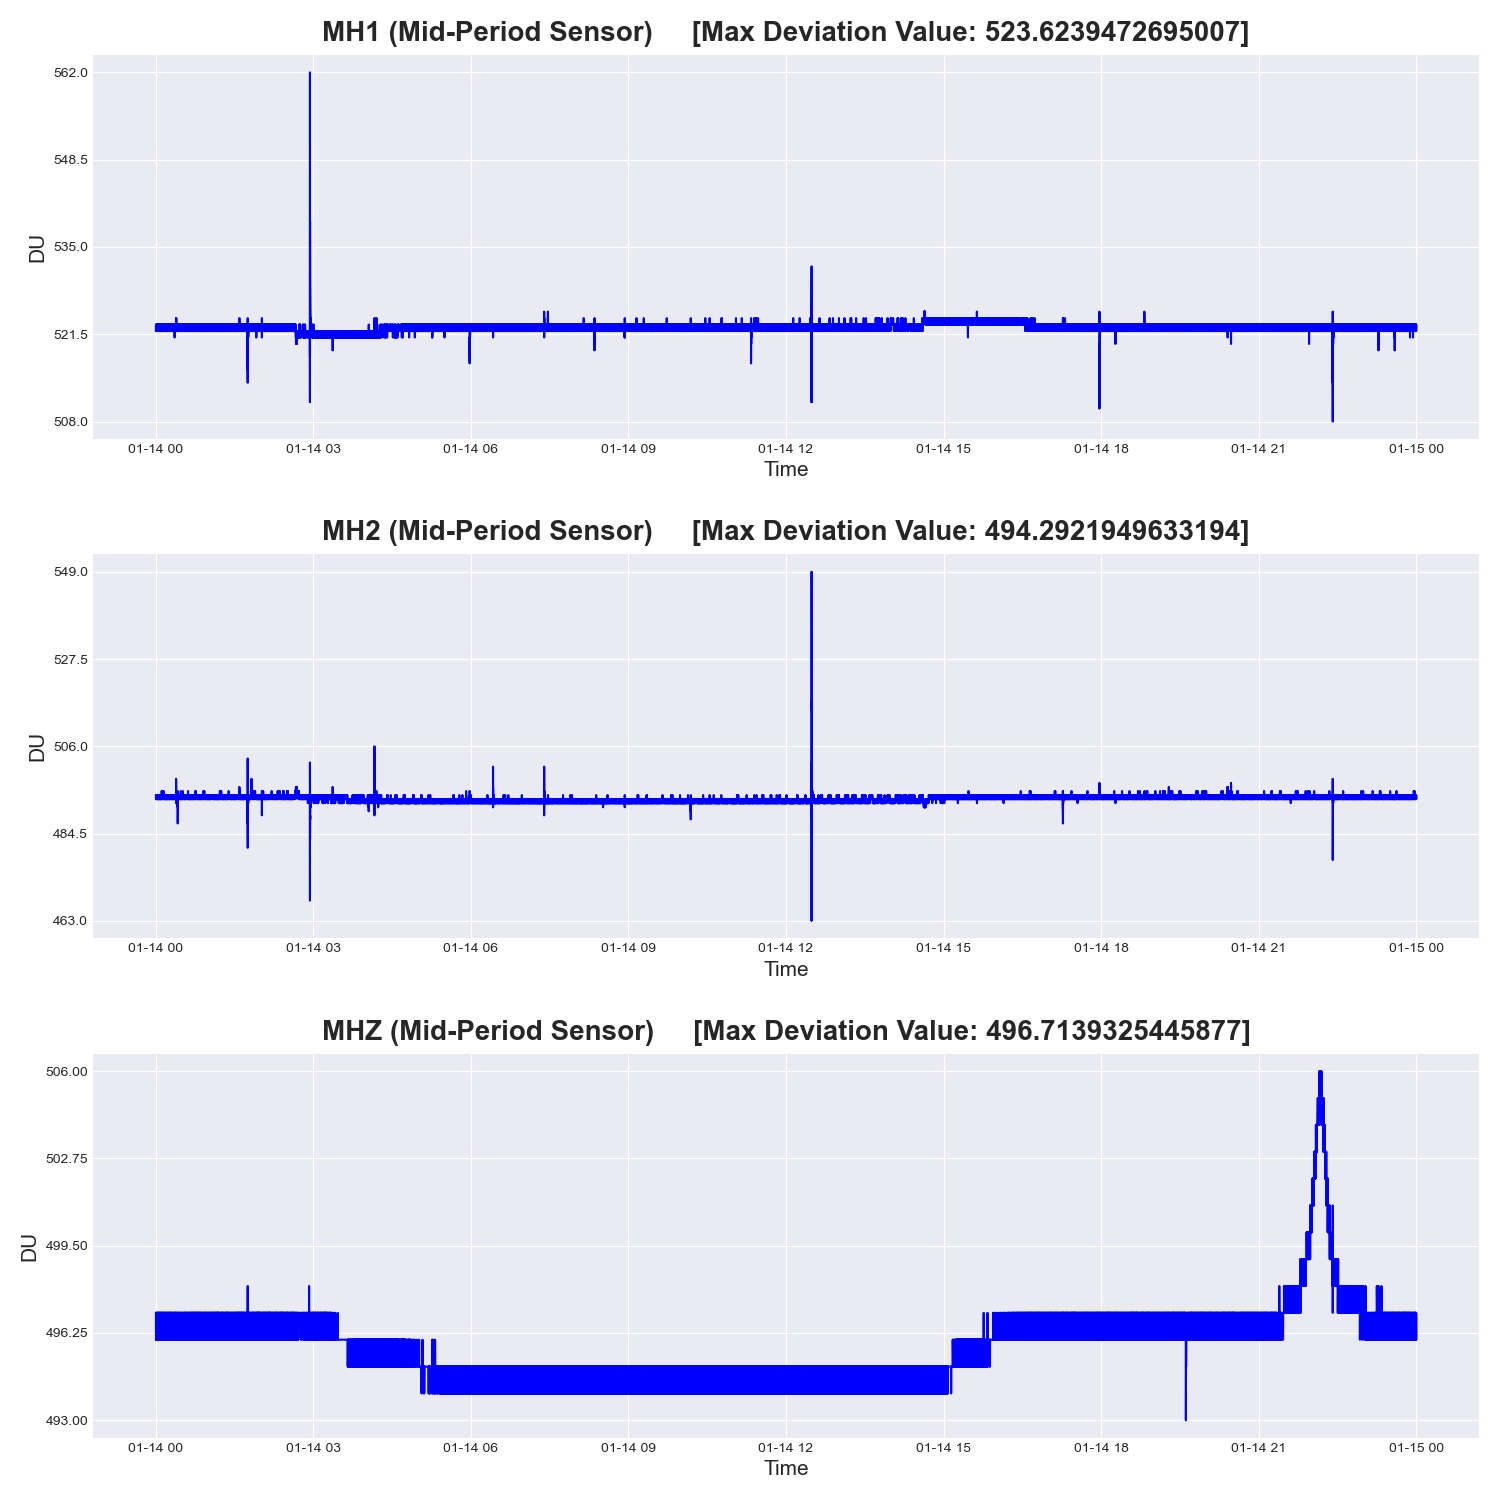 MH1 (Mid-Period Sensor) [Max Deviation Value: 523.6239472695007]
562.0
548.5
535.0
521.5
508.0
DU
01-14 00 01-14 03 01-14 06 01-14 09 01-14 12 01-14 15 01-14 18 01-14 21 01-15 00
Time
MH2 (Mid-Period Sensor) [Max Deviation Value: 494.2921949633194]
549.0
527.5
506.0
484.5
463.0
DU
01-14 00 01-14 03 01-14 06 01-14 09 01-14 12 01-14 15 01-14 18 01-14 21 01-15 00
Time
MHZ (Mid-Period Sensor) [Max Deviation Value: 496.7139325445877]
506.00
502.75
499.50
496.25
493.00
DU
01-14 00 01-14 03 01-14 06 01-14 09 01-14 12 01-14 15 01-14 18 01-14 21 01-15 00
Time